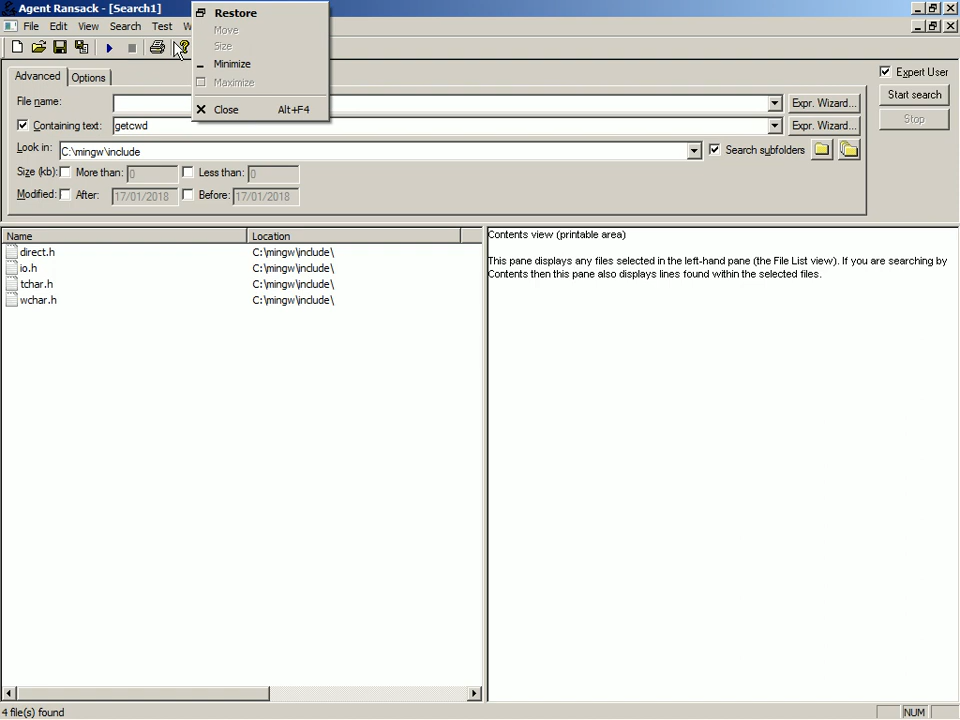 Agent Ransack - [Search1]
File Edit View Search Test W
Restore
Move
Size
Minimize
Maximize
Close Alt+F4
Advanced Options
Expert User
File name: Expr. Wizard... Start search
Containing text: getcwd Expr. Wizard... Stop
Look in: C:\mingw\include Search subfolders
Size (kb): More than: 0 Less than: 0
Modified: After: 17/01/2018 Before: 17/01/2018
Name Location
direct.h C:\mingw\include\
io.h C:\mingw\include\
tchar.h C:\mingw\include\
wchar.h C:\mingw\include\
Contents view (printable area)
This pane displays any files selected in the left-hand pane (the File List view). If you are searching by
Contents then this pane also displays lines found within the selected files.
4 file(s) found NUM